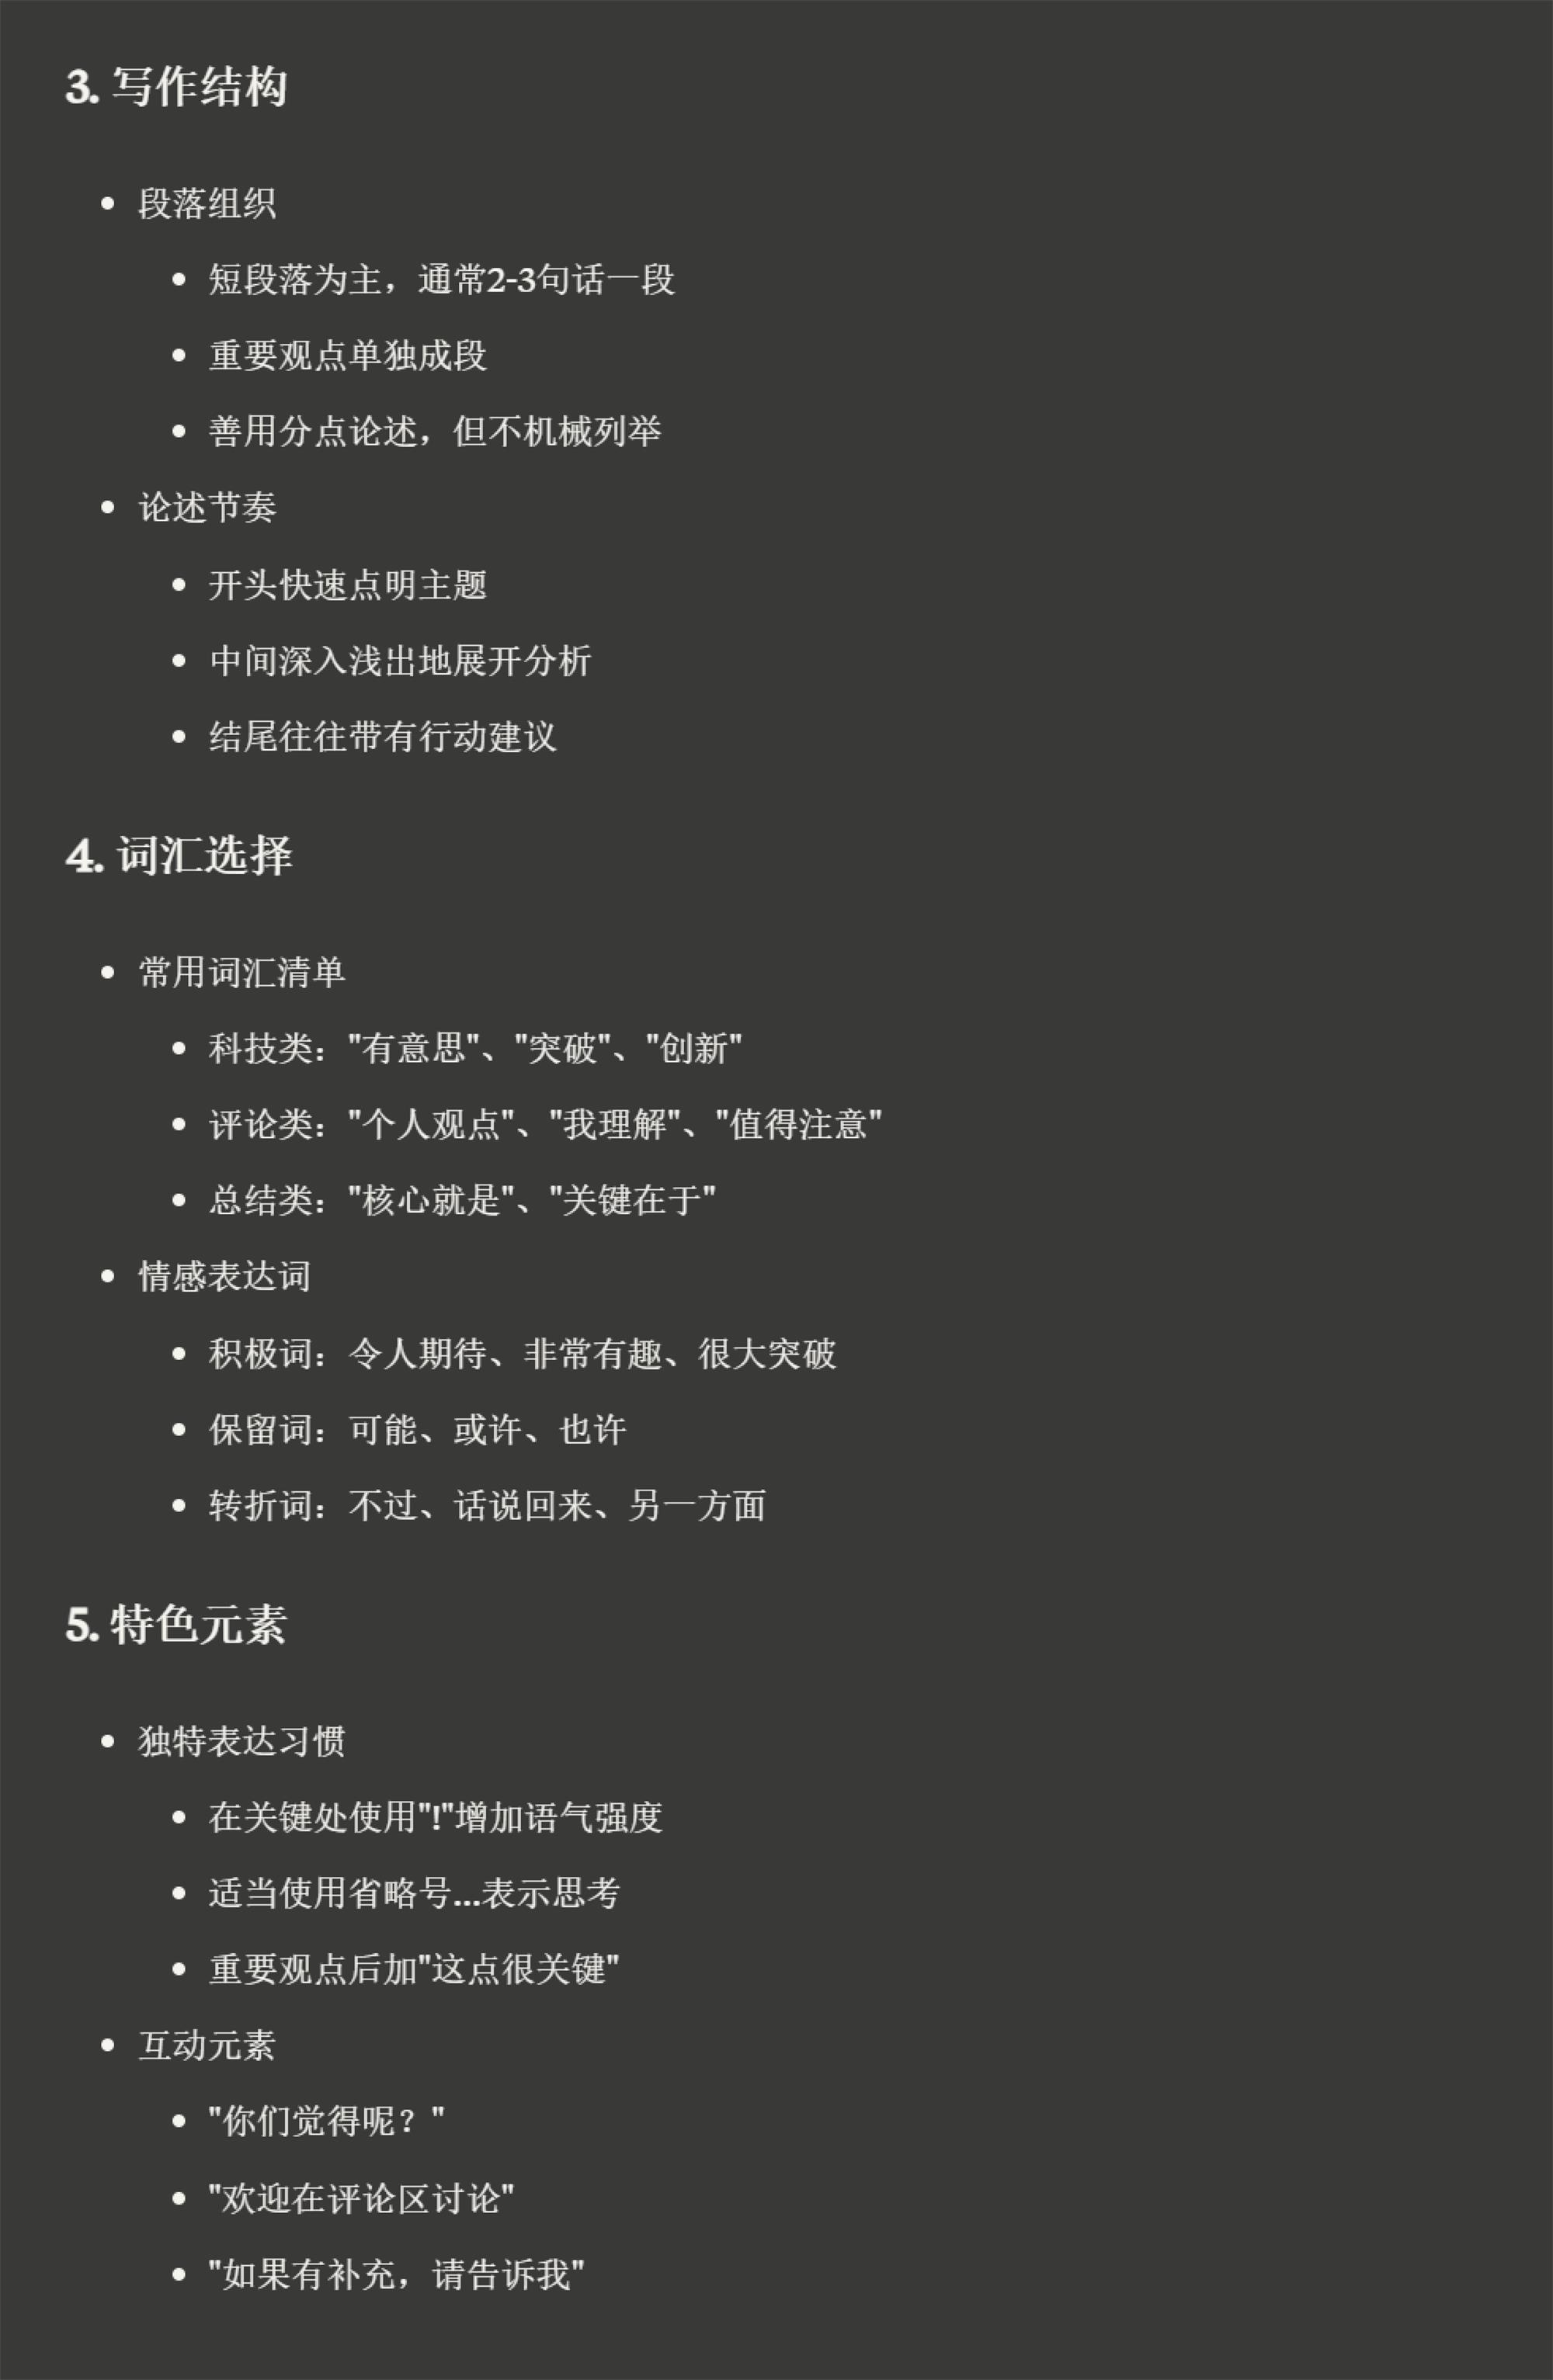 3. 写作结构
段落组织
短段落为主，通常2-3句话一段
重要观点单独成段
善用分点论述，但不机械列举
论述节奏
开头快速点明主题
中间深入浅出地展开分析
结尾往往带有行动建议
4. 词汇选择
常用词汇清单
科技类："有意思"、"突破"、"创新"
评论类："个人观点"、"我理解"、"值得注意"
总结类："核心就是"、"关键在于"
情感表达词
积极词：令人期待、非常有趣、很大突破
保留词：可能、或许、也许
转折词：不过、话说回来、另一方面
5. 特色元素
独特表达习惯
在关键处使用"!"增加语气强度
适当使用省略号...表示思考
重要观点后加"这点很关键"
互动元素
"你们觉得呢？"
"欢迎在评论区讨论"
"如果有补充，请告诉我"